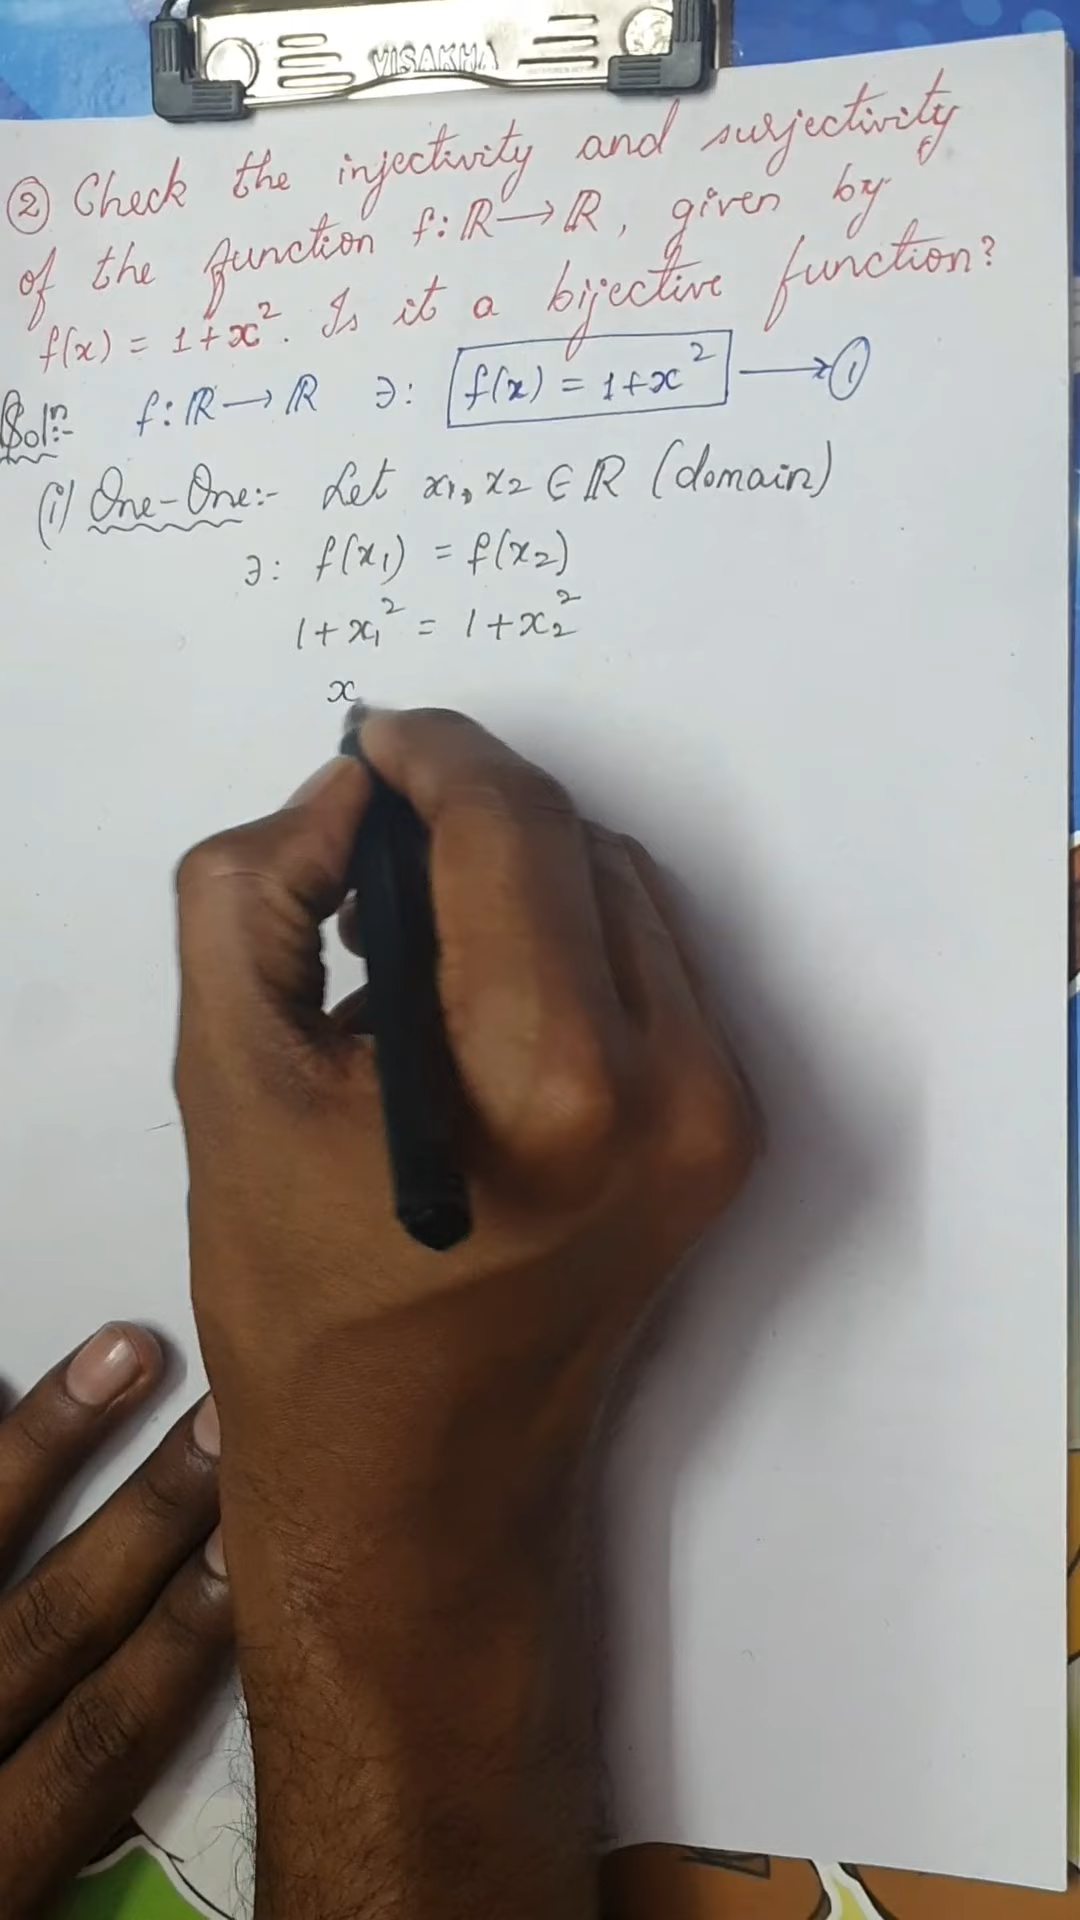 VISAKHA
② Check the injectivity and surjectivity
of the function f: ℝ → ℝ, given by
f(x) = 1+x². Is it a bijective function?
Soln:- f: ℝ → ℝ ∋: f(x) = 1+x² → ①
(i) One-One:- Let x₁, x₂ ∈ ℝ (domain)
∋: f(x₁) = f(x₂)
1+x₁² = 1+x₂²
x